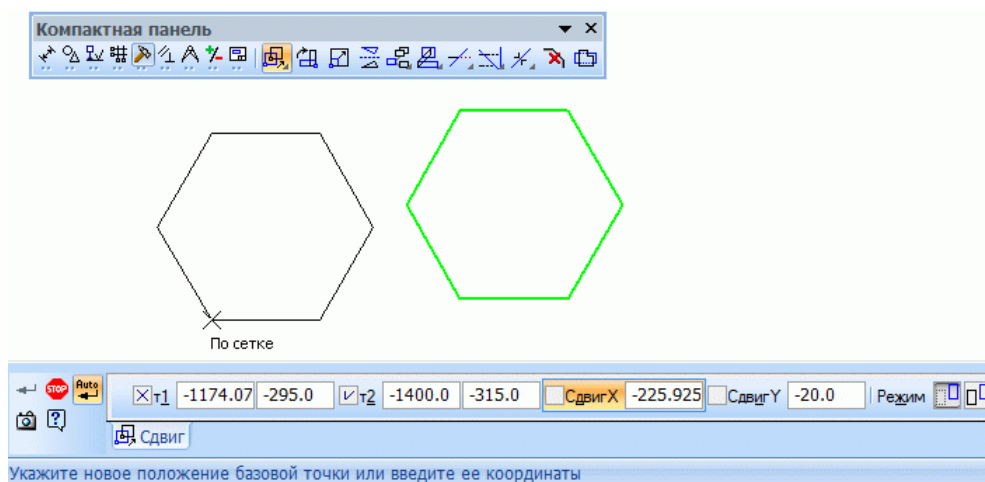 Компактная панель
По сетке
STOP Auto т1 -1174.07 -295.0 т2 -1400.0 -315.0 СдвигX -225.925 СдвигY -20.0 Режим
Сдвиг
Укажите новое положение базовой точки или введите ее координаты